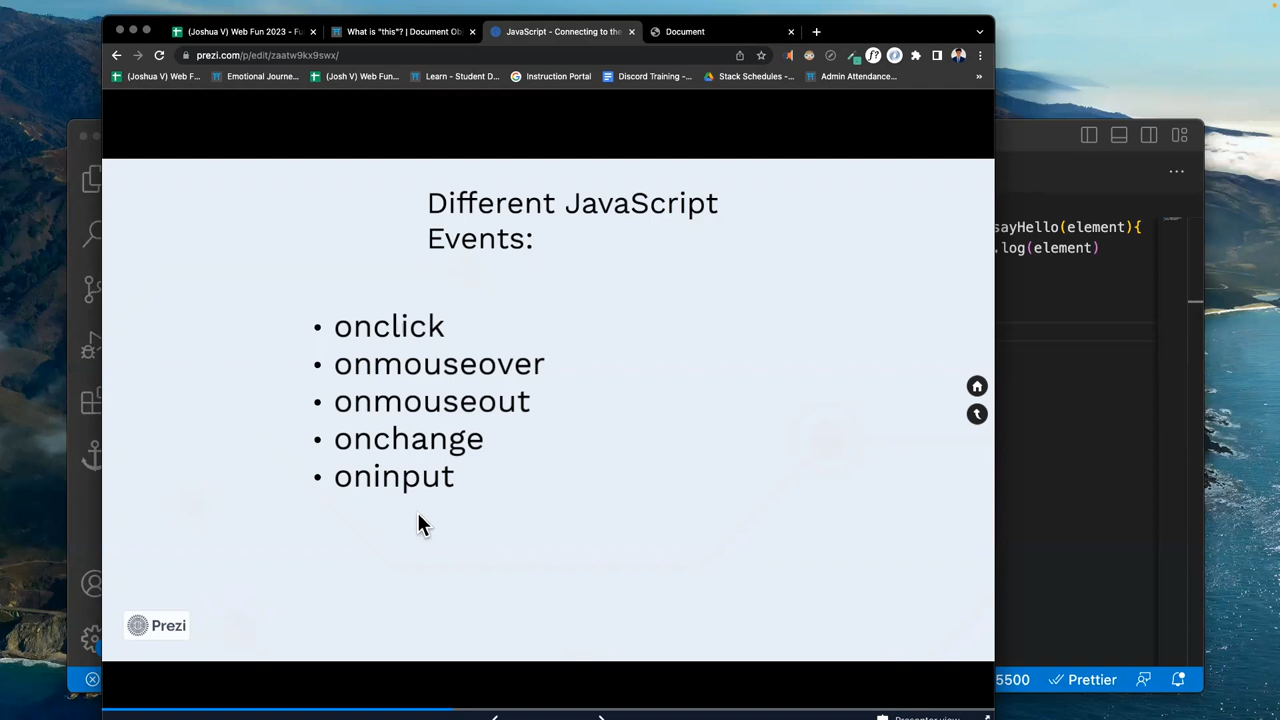 (Joshua V) Web Fun 2023 - Fu
What is "this"? | Document Ob
JavaScript - Connecting to the
Document
prezi.com/p/edit/zaatw9kx9swx/
(Joshua V) Web F...
Emotional Journe...
(Josh V) Web Fun...
Learn - Student D...
Instruction Portal
Discord Training -...
Stack Schedules -...
Admin Attendance...
»
Different JavaScript
Events:
• onclick
• onmouseover
• onmouseout
• onchange
• oninput
Prezi
sayHello(element){
.log(element)
5500
Prettier
Presenter view